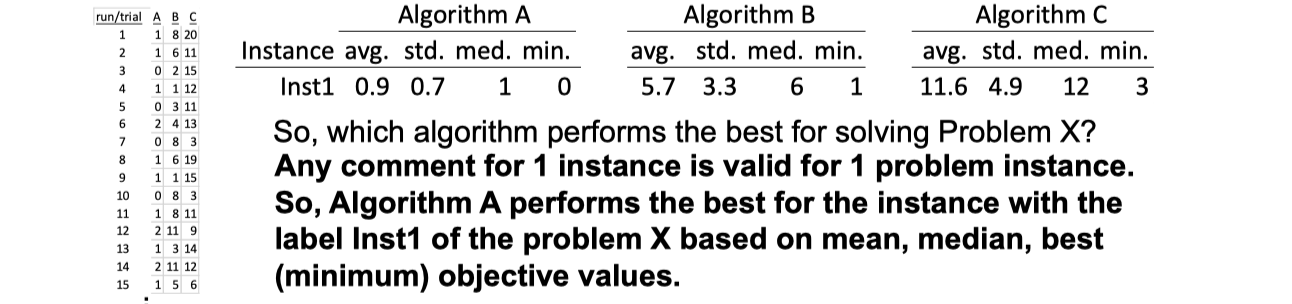 run/trial A B C
1 1 8 20
2 1 6 11
3 0 2 15
4 1 1 12
5 0 3 11
6 2 4 13
7 0 8 3
8 1 6 19
9 1 1 15
10 0 8 3
11 1 8 11
12 2 11 9
13 1 3 14
14 2 11 12
15 1 5 6
Algorithm A Algorithm B Algorithm C
Instance avg. std. med. min. avg. std. med. min. avg. std. med. min.
Inst1 0.9 0.7 1 0 5.7 3.3 6 1 11.6 4.9 12 3
So, which algorithm performs the best for solving Problem X?
Any comment for 1 instance is valid for 1 problem instance.
So, Algorithm A performs the best for the instance with the
label Inst1 of the problem X based on mean, median, best
(minimum) objective values.